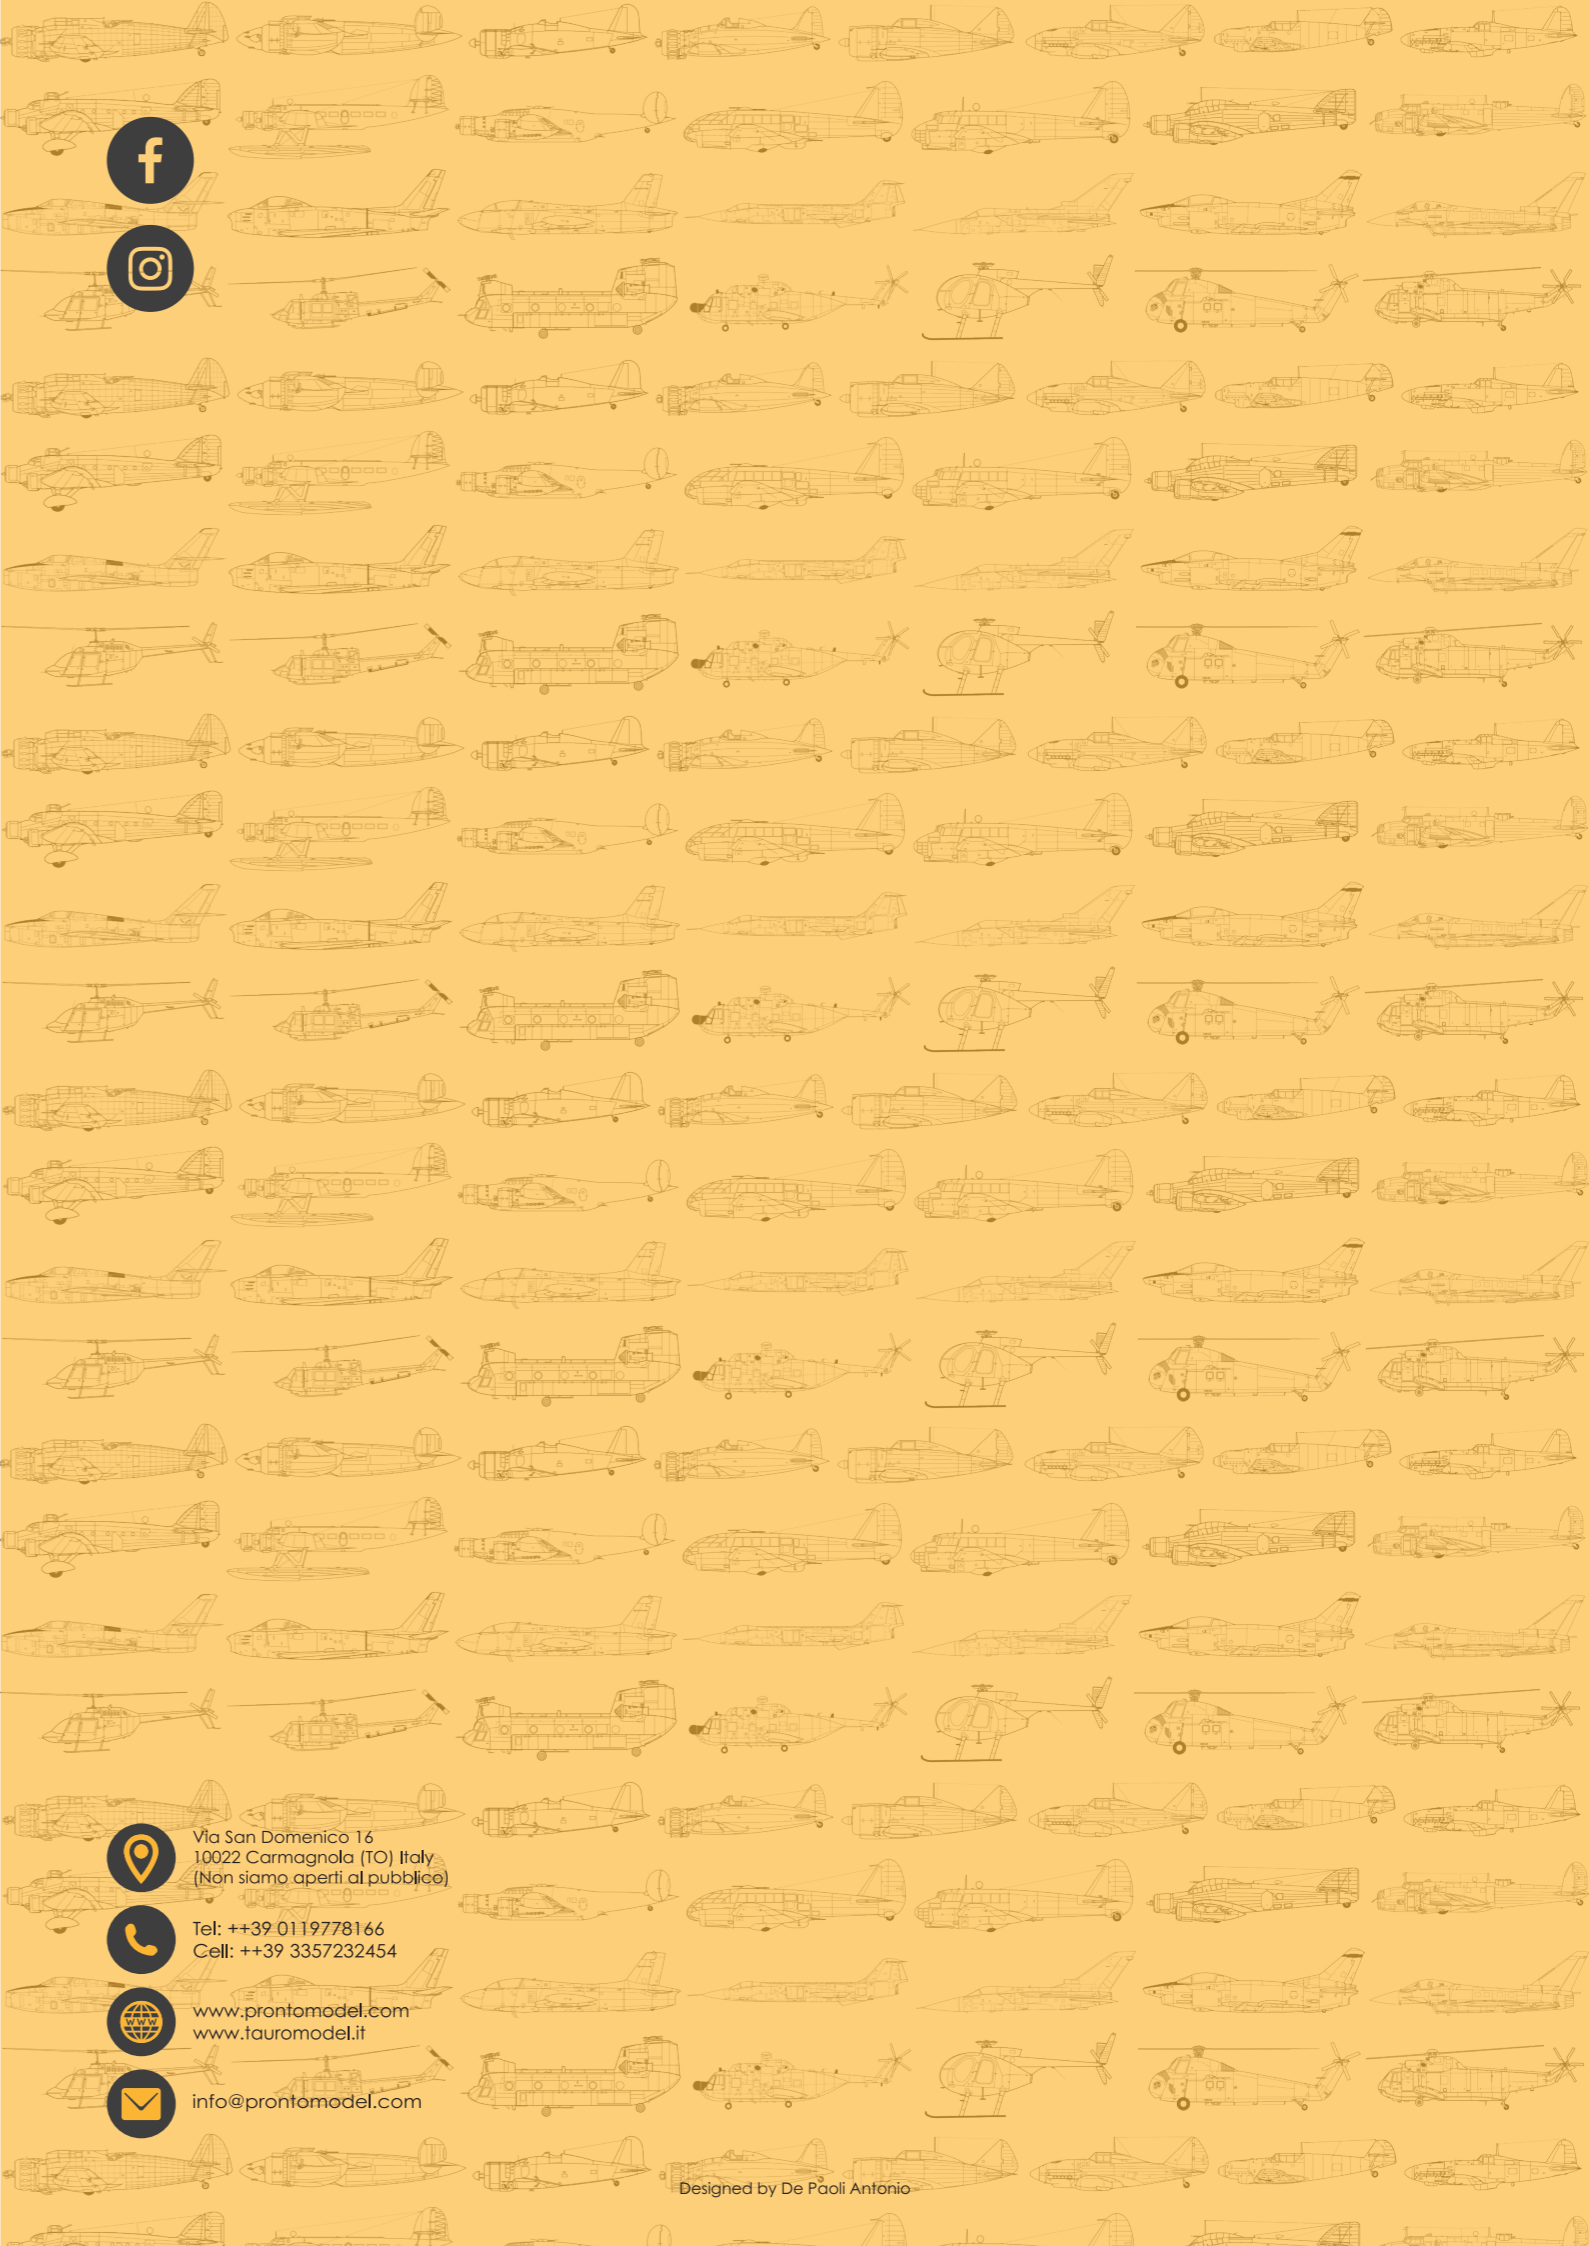 Via San Domenico 16
10022 Carmagnola (TO) Italy
(Non siamo aperti al pubblico)
Tel: ++39 0119778166
Cell: ++39 3357232454
www
www.prontomodel.com
www.tauromodel.it
info@prontomodel.com
Designed by De Paoli Antonio